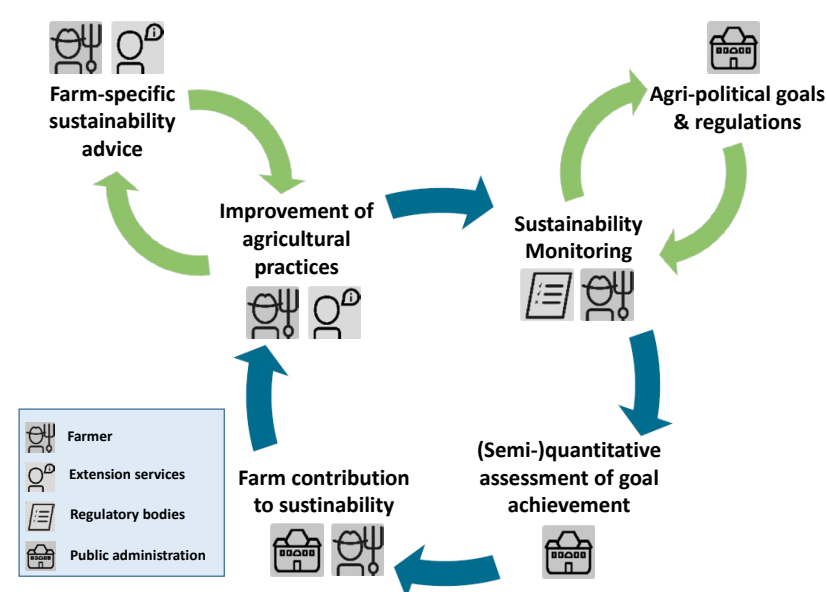 Farm-specific
sustainability
advice
Agri-political goals
& regulations
Improvement of
agricultural
practices
Sustainability
Monitoring
(Semi-)quantitative
assessment of goal
achievement
Farm contribution
to sustinability
Farmer
Extension services
Regulatory bodies
Public administration